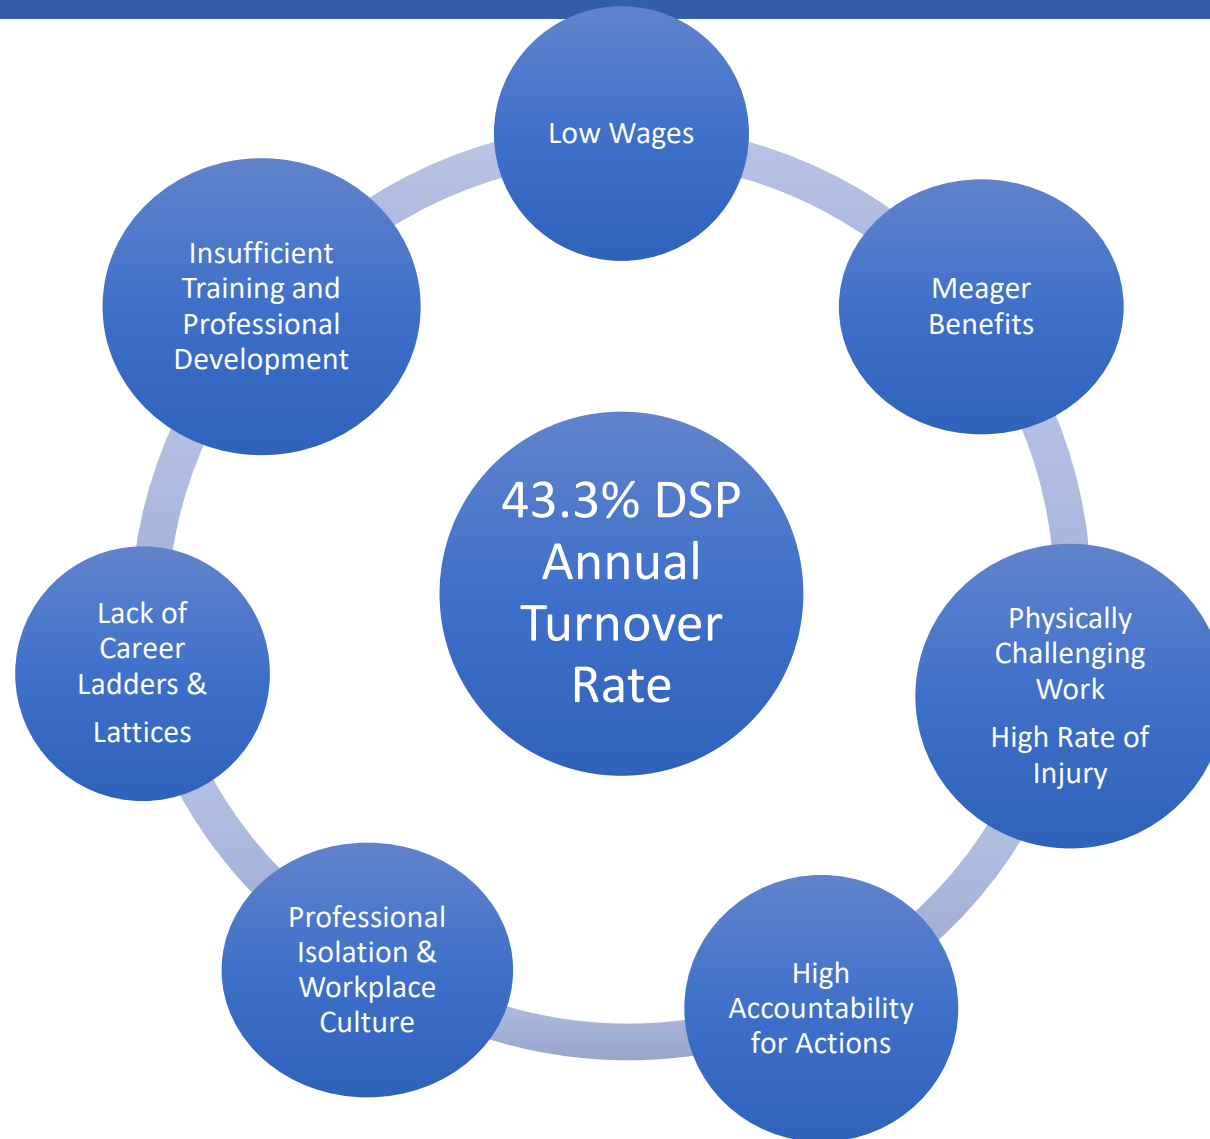 Low Wages
Meager
Benefits
Physically
Challenging
Work
High Rate of
Injury
High
Accountability
for Actions
Professional
Isolation &
Workplace
Culture
Lack of
Career
Ladders &
Lattices
Insufficient
Training and
Professional
Development
43.3% DSP
Annual
Turnover
Rate